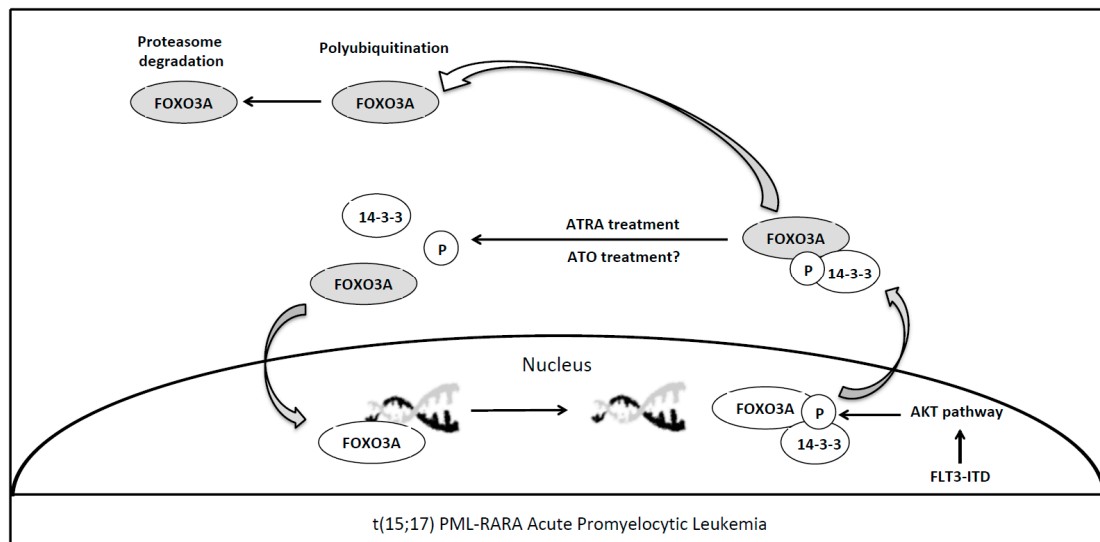 Proteasome
degradation
Polyubiquitination
FOXO3A
FOXO3A
14-3-3
P
FOXO3A
ATRA treatment
ATO treatment?
FOXO3A
P
14-3-3
Nucleus
FOXO3A
FOXO3A
P
14-3-3
AKT pathway
FLT3-ITD
t(15;17) PML-RARA Acute Promyelocytic Leukemia